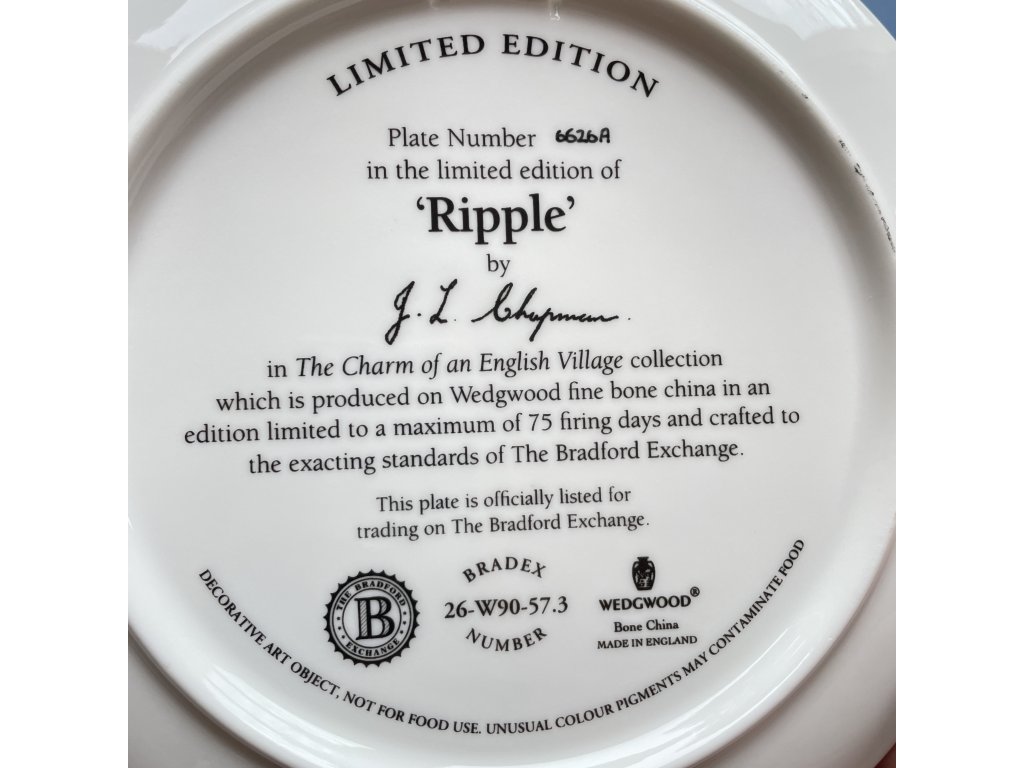 LIMITED EDITION
Plate Number 6626A
in the limited edition of
‘Ripple’
by
J. L. Chapman.
in The Charm of an English Village collection
which is produced on Wedgwood fine bone china in an
edition limited to a maximum of 75 firing days and crafted to
the exacting standards of The Bradford Exchange.
This plate is officially listed for
trading on The Bradford Exchange.
THE BRADFORD
B
EXCHANGE
BRADEX
26-W90-57.3
NUMBER
WEDGWOOD®
Bone China
MADE IN ENGLAND
DECORATIVE ART OBJECT, NOT FOR FOOD USE. UNUSUAL COLOUR PIGMENTS MAY CONTAMINATE FOOD